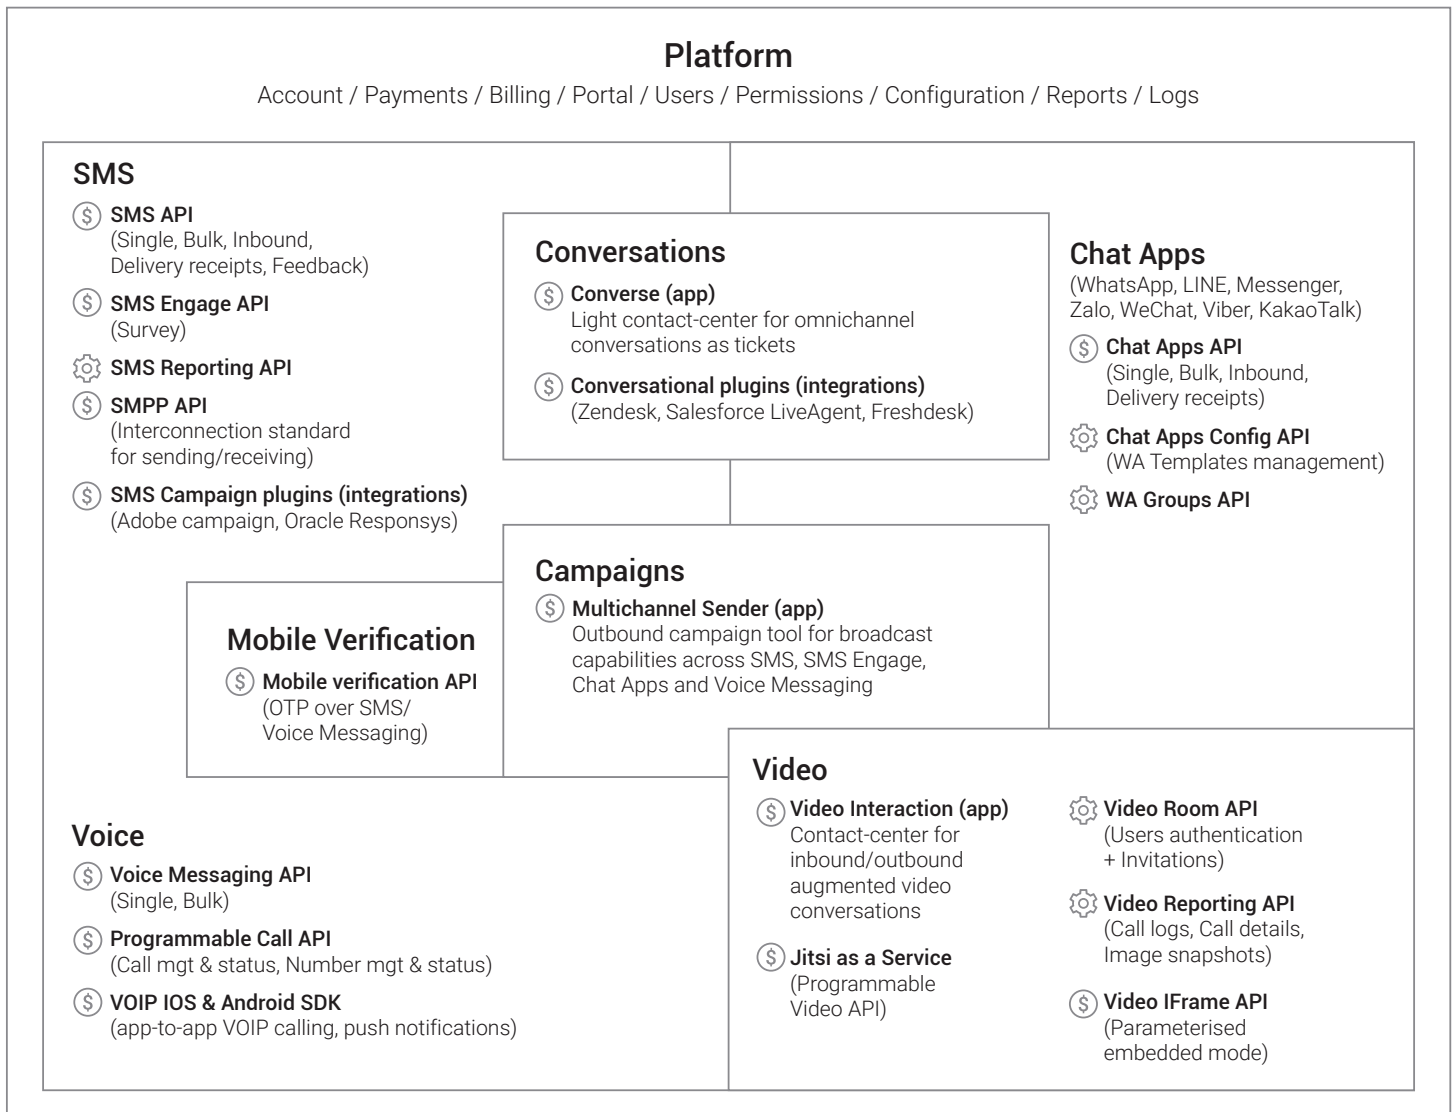 Platform
Account / Payments / Billing / Portal / Users / Permissions / Configuration / Reports / Logs
SMS
SMS API
(Single, Bulk, Inbound,
Delivery receipts, Feedback)
SMS Engage API
(Survey)
SMS Reporting API
SMPP API
(Interconnection standard
for sending/receiving)
SMS Campaign plugins (integrations)
(Adobe campaign, Oracle Responsys)
Conversations
Converse (app)
Light contact-center for omnichannel
conversations as tickets
Conversational plugins (integrations)
(Zendesk, Salesforce LiveAgent, Freshdesk)
Chat Apps
(WhatsApp, LINE, Messenger,
Zalo, WeChat, Viber, KakaoTalk)
Chat Apps API
(Single, Bulk, Inbound,
Delivery receipts)
Chat Apps Config API
(WA Templates management)
WA Groups API
Campaigns
Multichannel Sender (app)
Outbound campaign tool for broadcast
capabilities across SMS, SMS Engage,
Chat Apps and Voice Messaging
Mobile Verification
Mobile verification API
(OTP over SMS/
Voice Messaging)
Voice
Voice Messaging API
(Single, Bulk)
Programmable Call API
(Call mgt & status, Number mgt & status)
VOIP IOS & Android SDK
(app-to-app VOIP calling, push notifications)
Video
Video Interaction (app)
Contact-center for
inbound/outbound
augmented video
conversations
Jitsi as a Service
(Programmable
Video API)
Video Room API
(Users authentication
+ Invitations)
Video Reporting API
(Call logs, Call details,
Image snapshots)
Video IFrame API
(Parameterised
embedded mode)